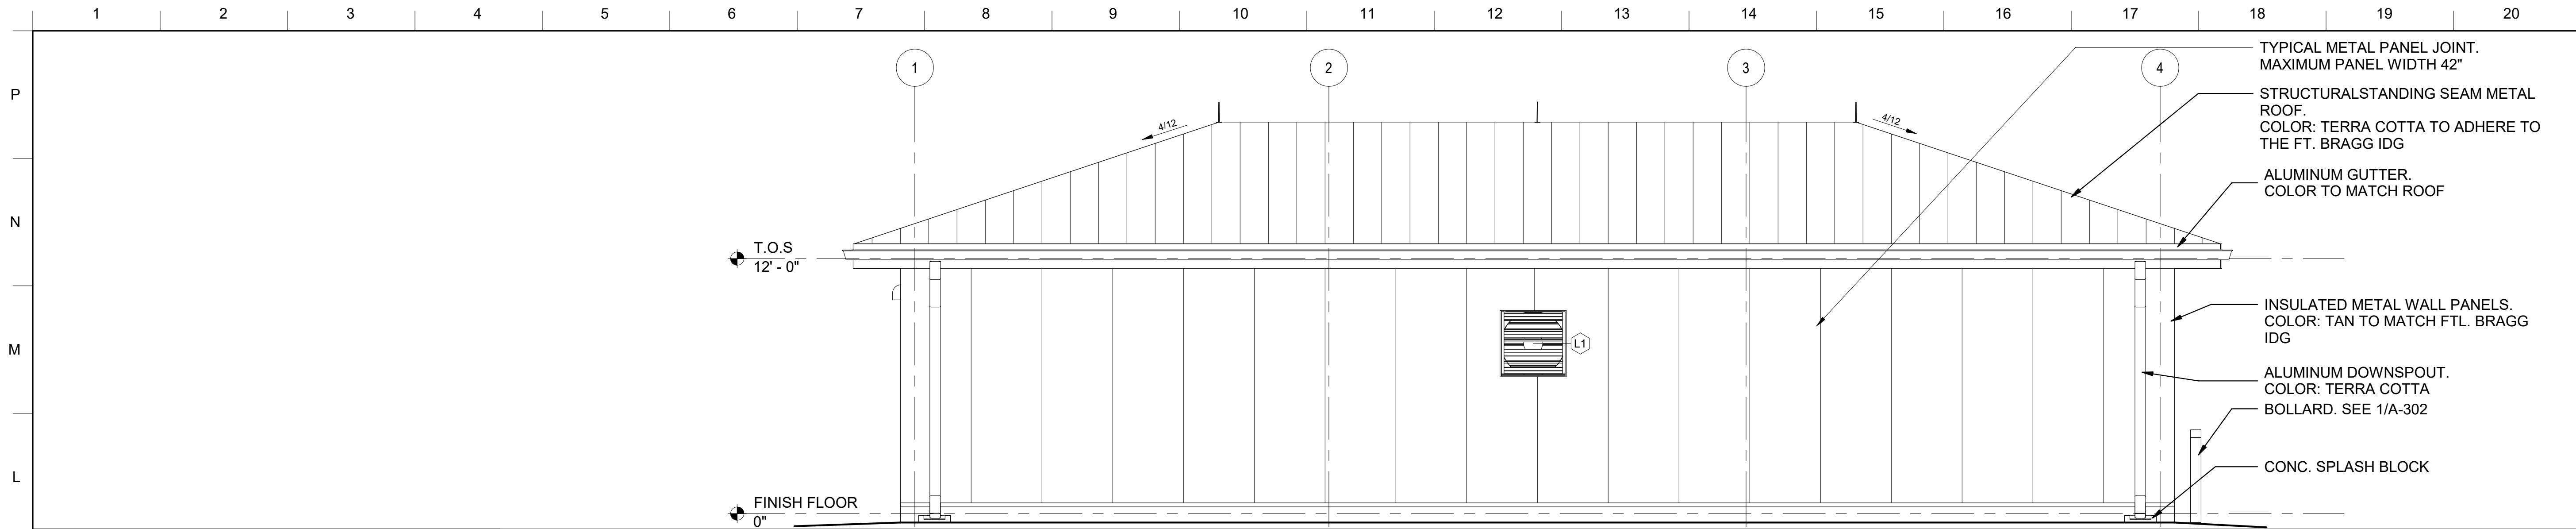 1 2 3 4 5 6 7 8 9 10 11 12 13 14 15 16 17 18 19 20
P
N
M
L
1 2 3 4
4/12
4/12
T.O.S
12' - 0"
FINISH FLOOR
0"
L1
TYPICAL METAL PANEL JOINT.
MAXIMUM PANEL WIDTH 42"
STRUCTURALSTANDING SEAM METAL
ROOF.
COLOR: TERRA COTTA TO ADHERE TO
THE FT. BRAGG IDG
ALUMINUM GUTTER.
COLOR TO MATCH ROOF
INSULATED METAL WALL PANELS.
COLOR: TAN TO MATCH FTL. BRAGG
IDG
ALUMINUM DOWNSPOUT.
COLOR: TERRA COTTA
BOLLARD. SEE 1/A-302
CONC. SPLASH BLOCK